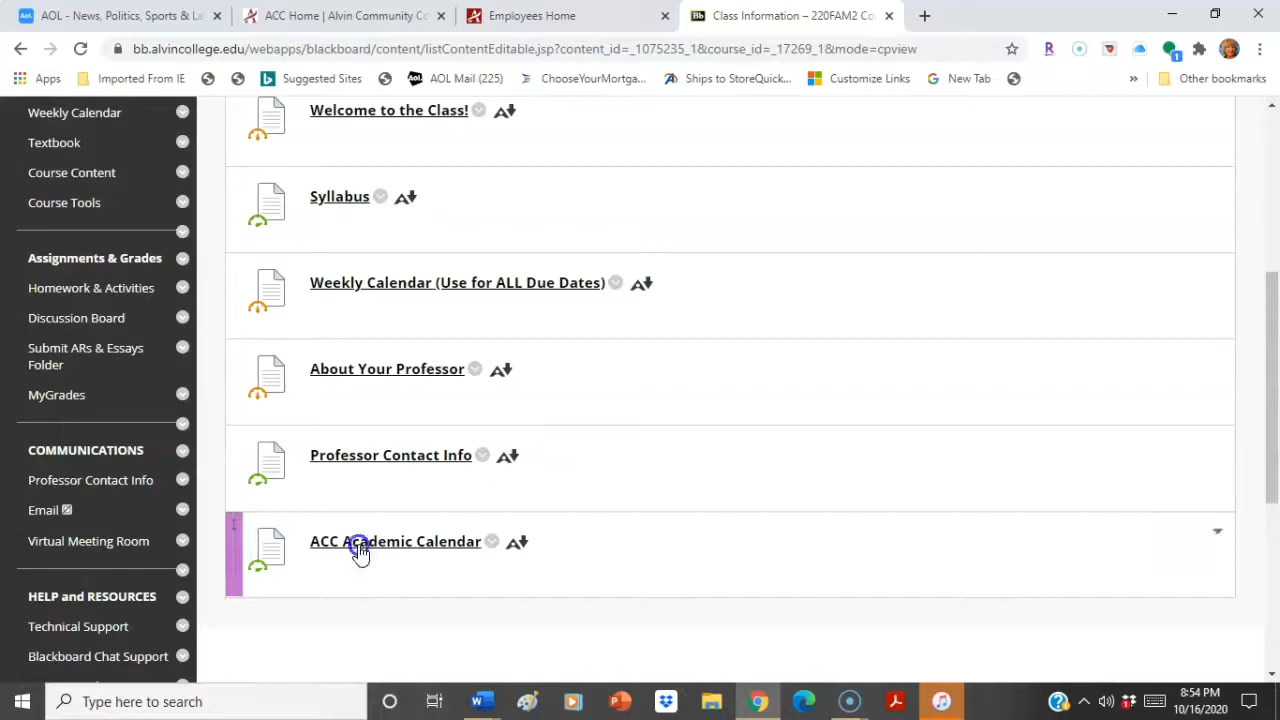 AOL - News, Politics, Sports & La
ACC Home | Alvin Community Co
Employees Home
Bb Class Information – 220FAM2 Co
bb.alvincollege.edu/webapps/blackboard/content/listContentEditable.jsp?content_id=_1075235_1&course_id=_17269_1&mode=cpview
Apps Imported From IE Suggested Sites AOL Mail (225) ChooseYourMortga... Ships to StoreQuick... Customize Links New Tab » Other bookmarks
Weekly Calendar
Textbook
Course Content
Course Tools
Assignments & Grades
Homework & Activities
Discussion Board
Submit ARs & Essays
Folder
MyGrades
COMMUNICATIONS
Professor Contact Info
Email
Virtual Meeting Room
HELP and RESOURCES
Technical Support
Blackboard Chat Support
Welcome to the Class!
Syllabus
Weekly Calendar (Use for ALL Due Dates)
About Your Professor
Professor Contact Info
ACC Academic Calendar
Type here to search
8:54 PM
10/16/2020